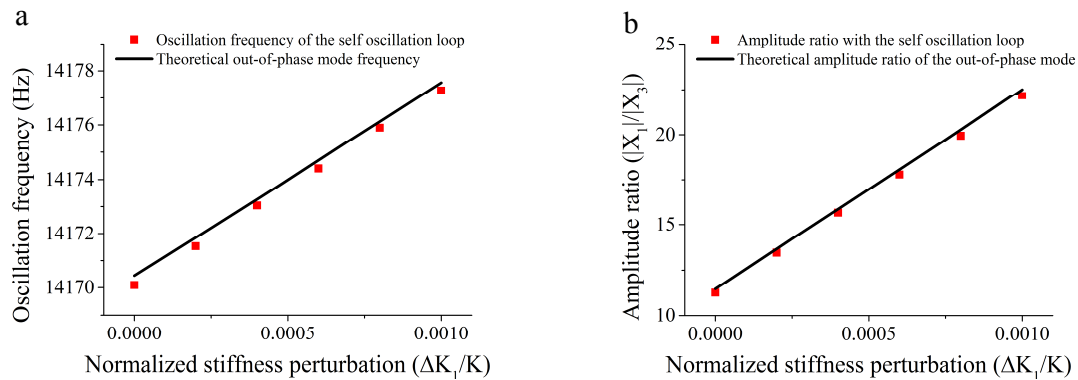 a
Oscillation frequency of the self oscillation loop
Theoretical out-of-phase mode frequency
Oscillation frequency (Hz)
14178
14176
14174
14172
14170
0.0000
0.0005
0.0010
Normalized stiffness perturbation (ΔK₁/K)
b
Amplitude ratio with the self oscillation loop
Theoretical amplitude ratio of the out-of-phase mode
Amplitude ratio (|X₁|/|X₃|)
25
20
15
10
0.0000
0.0005
0.0010
Normalized stiffness perturbation (ΔK₁/K)